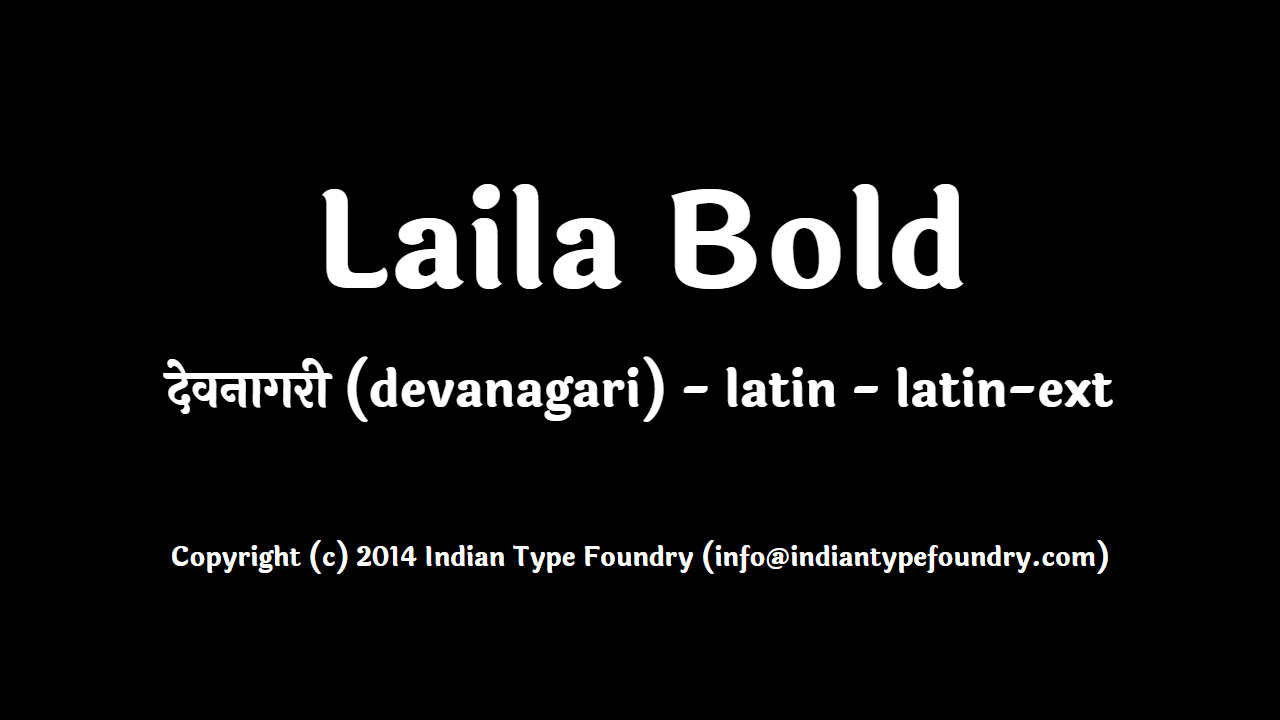 Laila Bold
देवनागरी (devanagari) - latin - latin-ext
Copyright (c) 2014 Indian Type Foundry (info@indiantypefoundry.com)